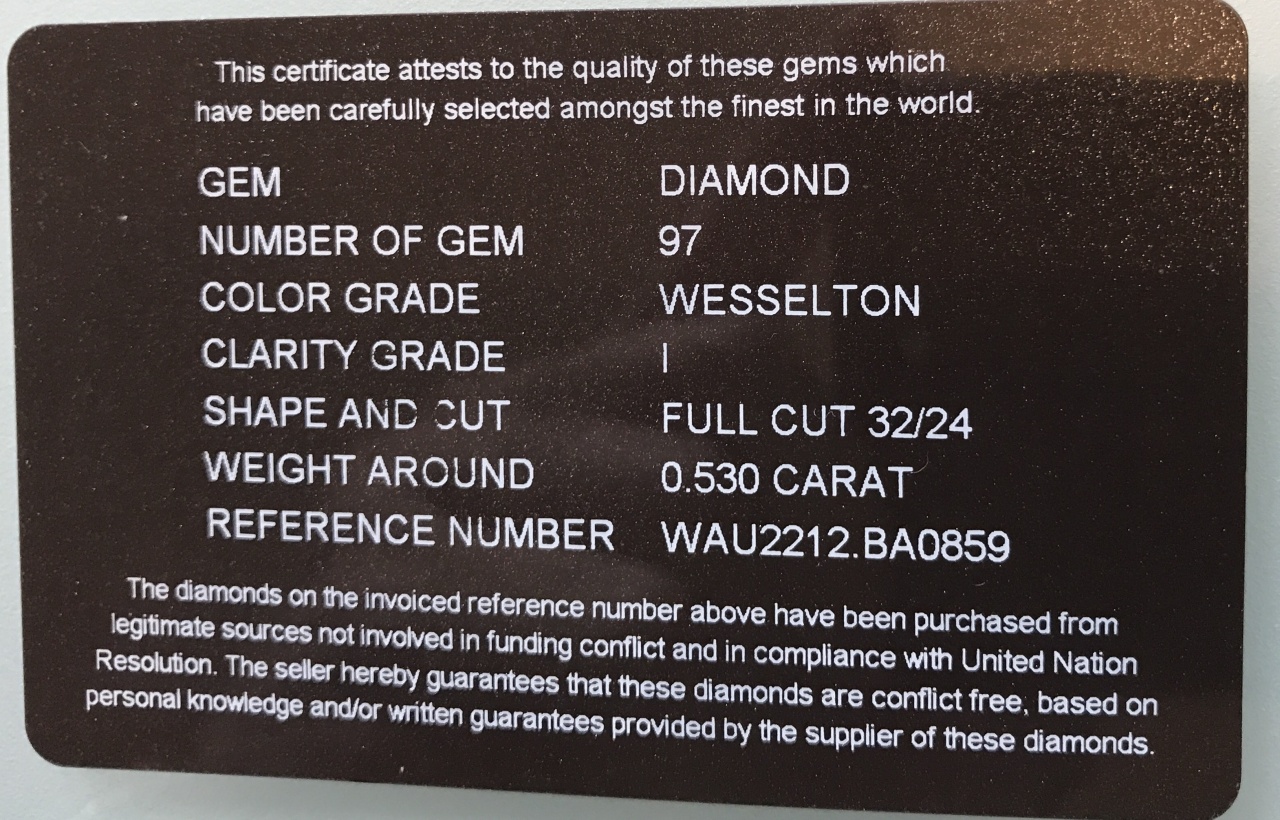 This certificate attests to the quality of these gems which
have been carefully selected amongst the finest in the world.
GEM DIAMOND
NUMBER OF GEM 97
COLOR GRADE WESSELTON
CLARITY GRADE I
SHAPE AND CUT FULL CUT 32/24
WEIGHT AROUND 0.530 CARAT
REFERENCE NUMBER WAU2212.BA0859
The diamonds on the invoiced reference number above have been purchased from
legitimate sources not involved in funding conflict and in compliance with United Nation
Resolution. The seller hereby guarantees that these diamonds are conflict free, based on
personal knowledge and/or written guarantees provided by the supplier of these diamonds.